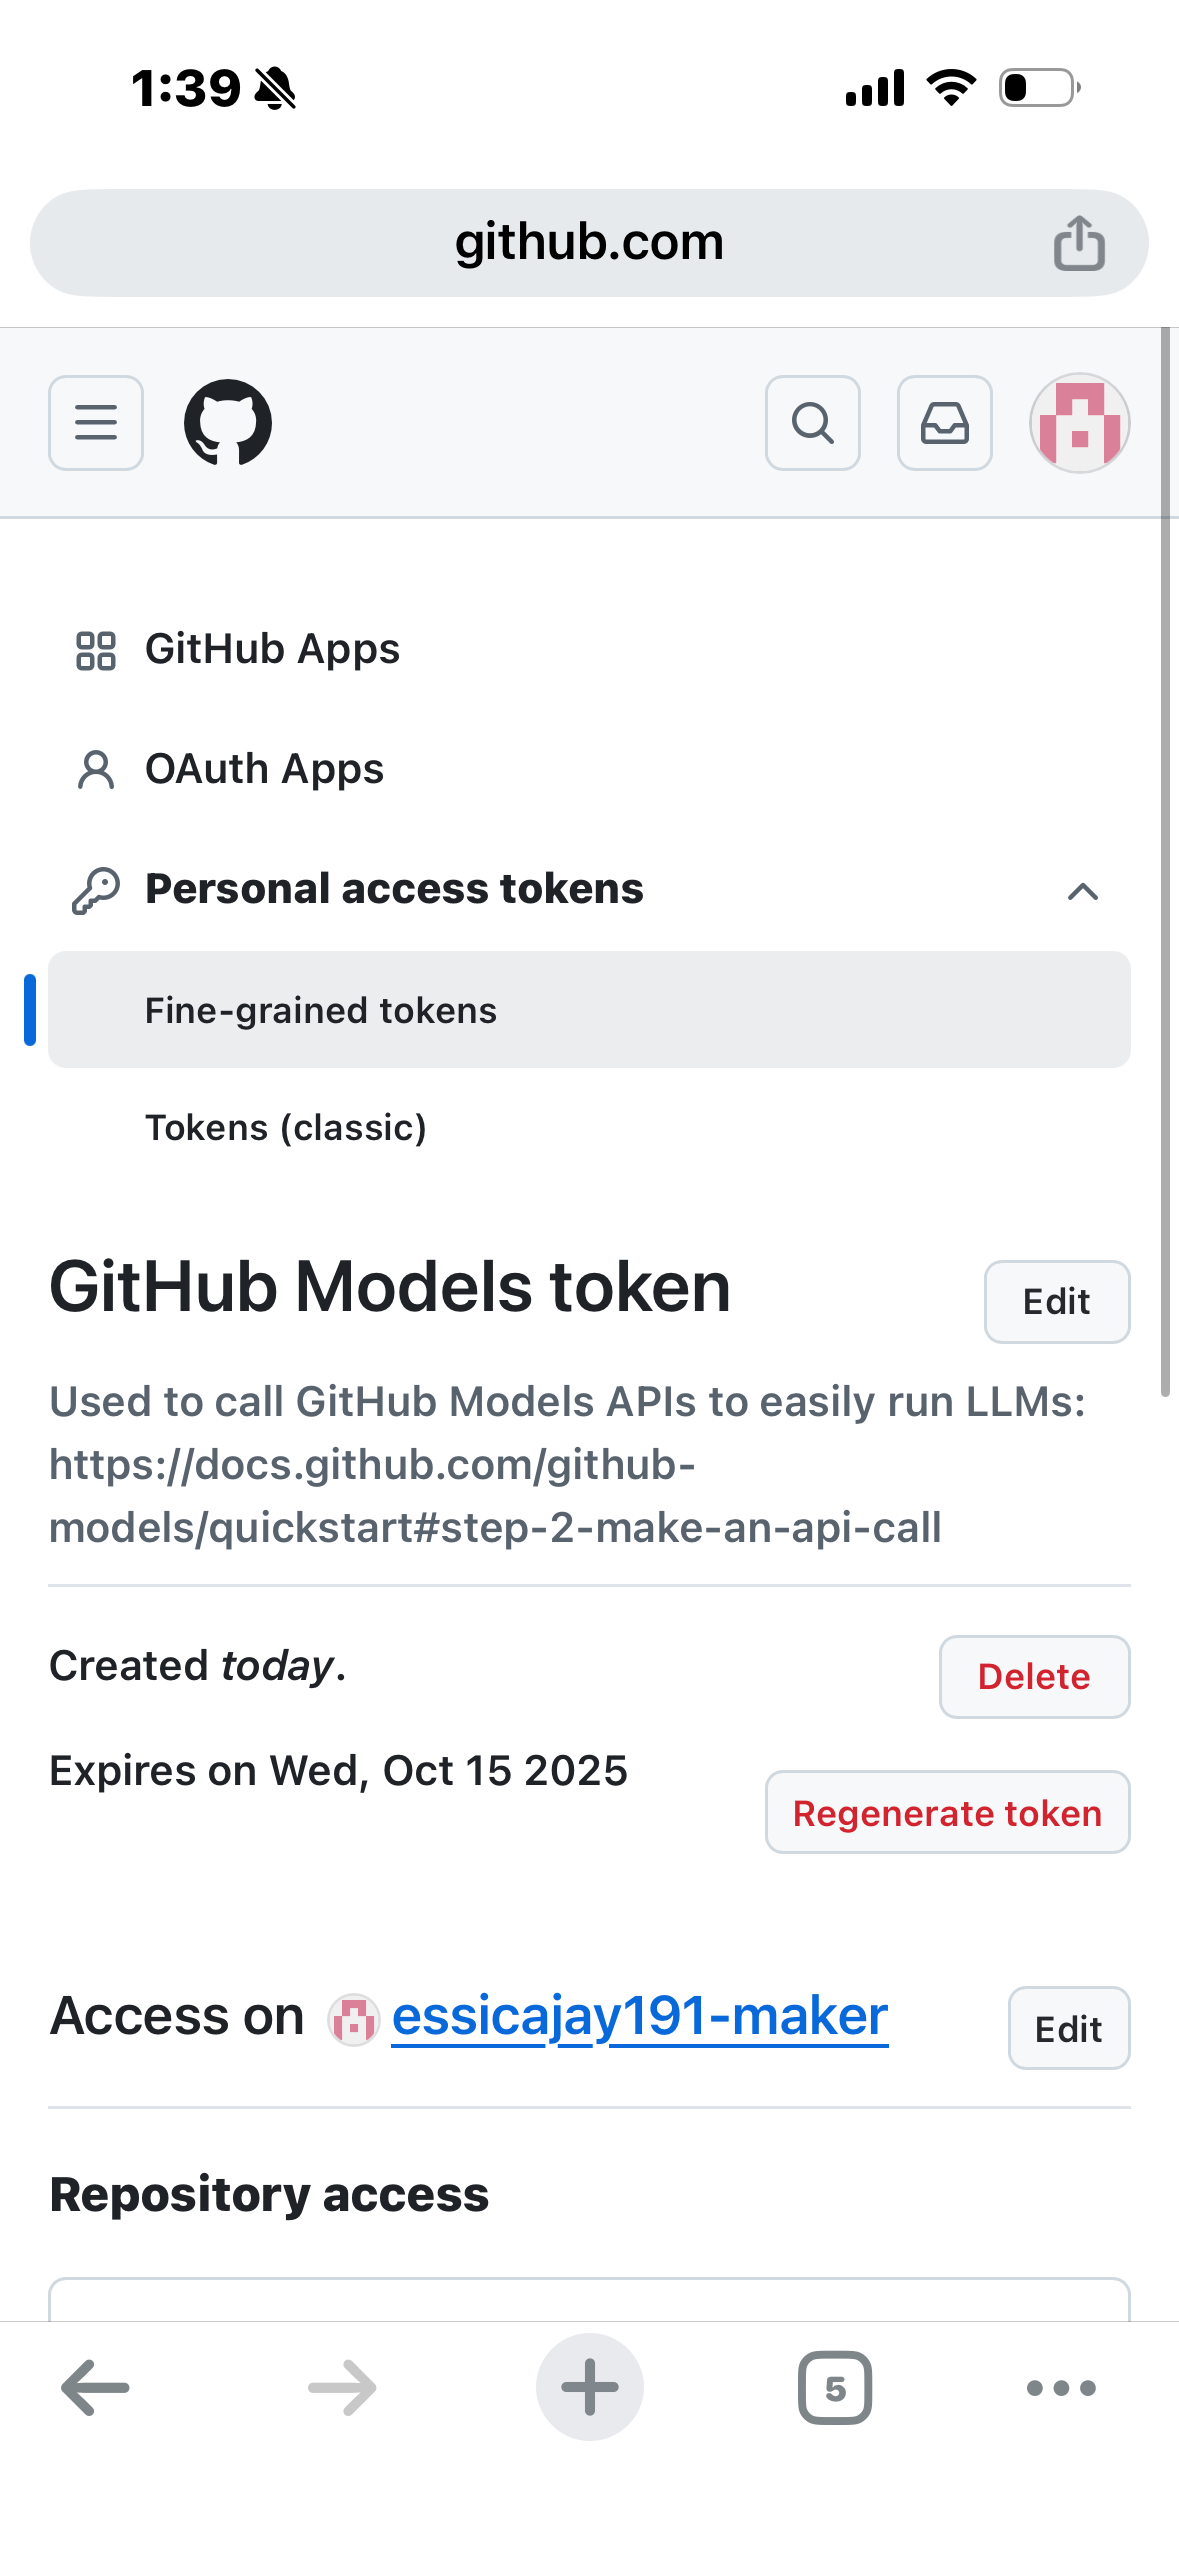 1:39
github.com
GitHub Apps
OAuth Apps
Personal access tokens
Fine-grained tokens
Tokens (classic)
GitHub Models token
Edit
Used to call GitHub Models APIs to easily run LLMs:
https://docs.github.com/github-
models/quickstart#step-2-make-an-api-call
Created today.
Delete
Expires on Wed, Oct 15 2025
Regenerate token
Access on essicajay191-maker
Edit
Repository access
5